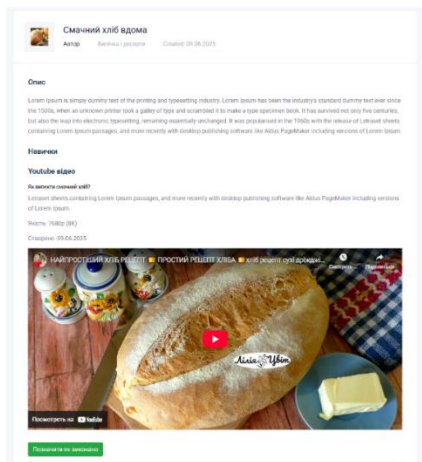 Смачний хліб вдома
Автор Випічка і десерти Created: 09.06.2025
Опис
Lorem Ipsum is simply dummy text of the printing and typesetting industry. Lorem Ipsum has been the industry's standard dummy text ever since
the 1500s, when an unknown printer took a galley of type and scrambled it to make a type specimen book. It has survived not only five centuries,
but also the leap into electronic typesetting, remaining essentially unchanged. It was popularised in the 1960s with the release of Letraset sheets
containing Lorem Ipsum passages, and more recently with desktop publishing software like Aldus PageMaker including versions of Lorem Ipsum.
Навички
Youtube відео
Як випекти смачний хліб?
Letraset sheets containing Lorem Ipsum passages, and more recently with desktop publishing software like Aldus PageMaker including versions
of Lorem Ipsum.
Якість: 7680p (8K)
Створено: 09.06.2025
НАЙПРОСТІШИЙ ХЛІБ РЕЦЕПТ ПРОСТИЙ РЕЦЕПТ ХЛІБА хліб рецепт сухі дріжджі...
Лілія Цвіт
Посмотреть на YouTube
Позначити як виконано